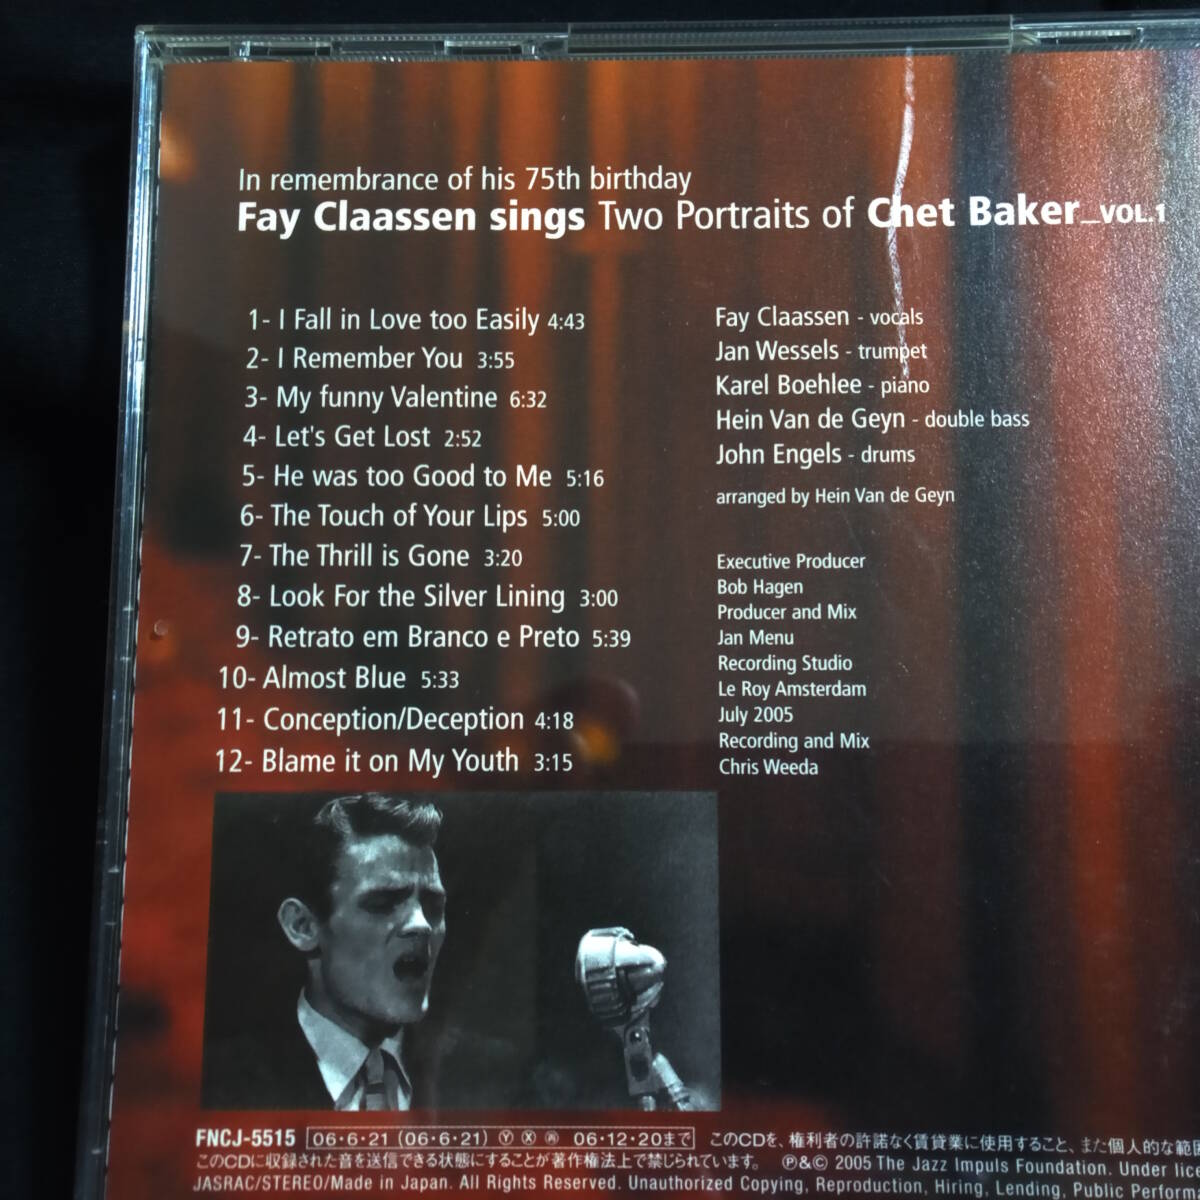 In remembrance of his 75th birthday
Fay Claassen sings Two Portraits of Chet Baker_VOL.1
1- I Fall in Love too Easily 4:43
2- I Remember You 3:55
3- My funny Valentine 6:32
4- Let's Get Lost 2:52
5- He was too Good to Me 5:16
6- The Touch of Your Lips 5:00
7- The Thrill is Gone 3:20
8- Look For the Silver Lining 3:00
9- Retrato em Branco e Preto 5:39
10- Almost Blue 5:33
11- Conception/Deception 4:18
12- Blame it on My Youth 3:15
Fay Claassen - vocals
Jan Wessels - trumpet
Karel Boehlee - piano
Hein Van de Geyn - double bass
John Engels - drums
arranged by Hein Van de Geyn
Executive Producer
Bob Hagen
Producer and Mix
Jan Menu
Recording Studio
Le Roy Amsterdam
July 2005
Recording and Mix
Chris Weeda
FNCJ-5515 06・6・21 (06・6・21) Ⓨ Ⓧ 06・12・20まで このCDを、権利者の許諾なく賃貸業に使用すること、また個人的な範囲
このCDに収録された音を送信できる状態にすることが著作権法上で禁じられています。 ℗&© 2005 The Jazz Impuls Foundation. Under
JASRAC/STEREO/Made in Japan. All Rights Reserved. Unauthorized Copying, Reproduction, Hiring, Lending, Public